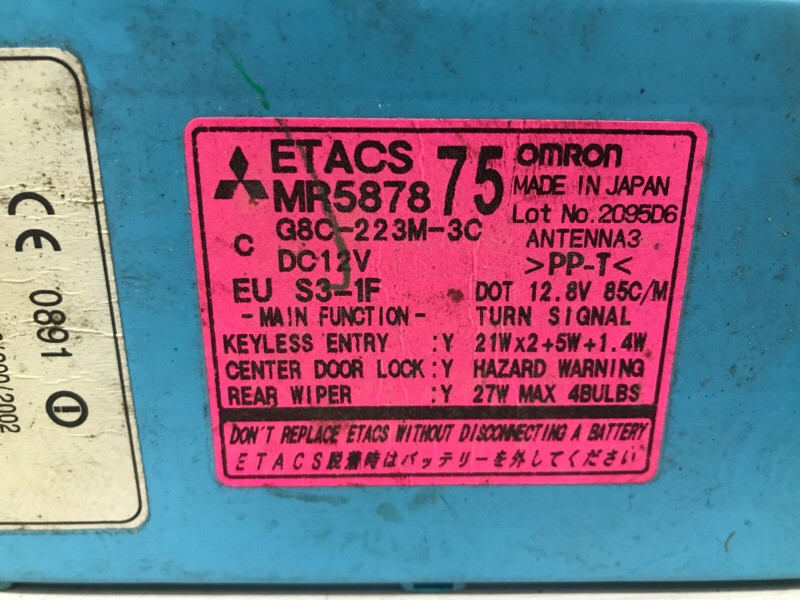 ETACS 75 OMRON
MR5878 MADE IN JAPAN
Lot No.2095D6
C G8C-223M-3C ANTENNA3
DC12V >PP-T<
EU S3-1F DOT 12.8V 85C/M
-MAIN FUNCTION- TURN SIGNAL
KEYLESS ENTRY :Y 21W×2+5W+1.4W
CENTER DOOR LOCK :Y HAZARD WARNING
REAR WIPER :Y 27W MAX 4BULBS
DON'T REPLACE ETACS WITHOUT DISCONNECTING A BATTERY
ETACS脱着時はバッテリーを外してください
CE 0891